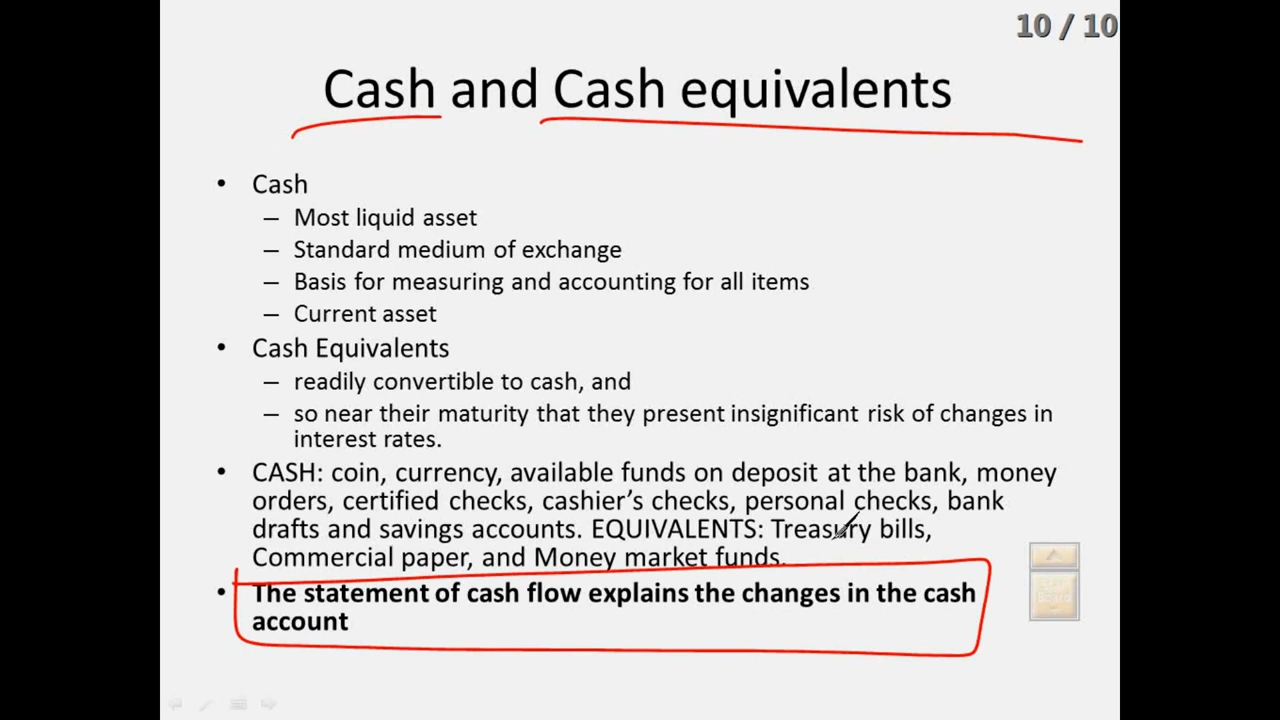 10 / 10
Cash and Cash equivalents
• Cash
– Most liquid asset
– Standard medium of exchange
– Basis for measuring and accounting for all items
– Current asset
• Cash Equivalents
– readily convertible to cash, and
– so near their maturity that they present insignificant risk of changes in
interest rates.
• CASH: coin, currency, available funds on deposit at the bank, money
orders, certified checks, cashier's checks, personal checks, bank
drafts and savings accounts. EQUIVALENTS: Treasury bills,
Commercial paper, and Money market funds.
• The statement of cash flow explains the changes in the cash
account